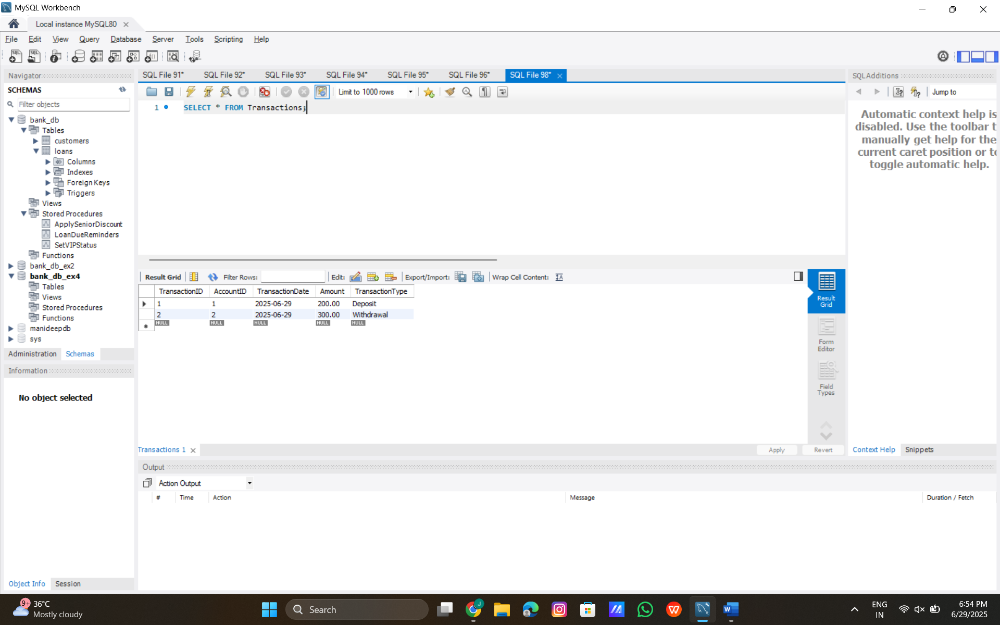 MySQL Workbench
Local instance MySQL80
File Edit View Query Database Server Tools Scripting Help
Navigator
SCHEMAS
Filter objects
bank_db
Tables
customers
loans
Columns
Indexes
Foreign Keys
Triggers
Views
Stored Procedures
ApplySeniorDiscount
LoanDueReminders
SetVIPStatus
Functions
bank_db_ex2
bank_db_ex4
Tables
Views
Stored Procedures
Functions
manideepdb
sys
Administration Schemas
Information
No object selected
Object Info Session
SQL File 91* SQL File 92* SQL File 93* SQL File 94* SQL File 95* SQL File 96* SQL File 98*
Limit to 1000 rows
1 SELECT * FROM Transactions;
Result Grid Filter Rows: Edit: Export/Import: Wrap Cell Content:
TransactionID AccountID TransactionDate Amount TransactionType
1 1 2025-06-29 200.00 Deposit
2 2 2025-06-29 300.00 Withdrawal
NULL NULL NULL NULL NULL
Result
Grid
Form
Editor
Field
Types
Transactions 1
Apply Revert
Output
Action Output
# Time Action Message Duration / Fetch
SQLAdditions
Jump to
Automatic context help is
disabled. Use the toolbar t
manually get help for the
current caret position or to
toggle automatic help.
Context Help Snippets
9+
36°C
Mostly cloudy
Search
ENG
IN
6:54 PM
6/29/2025